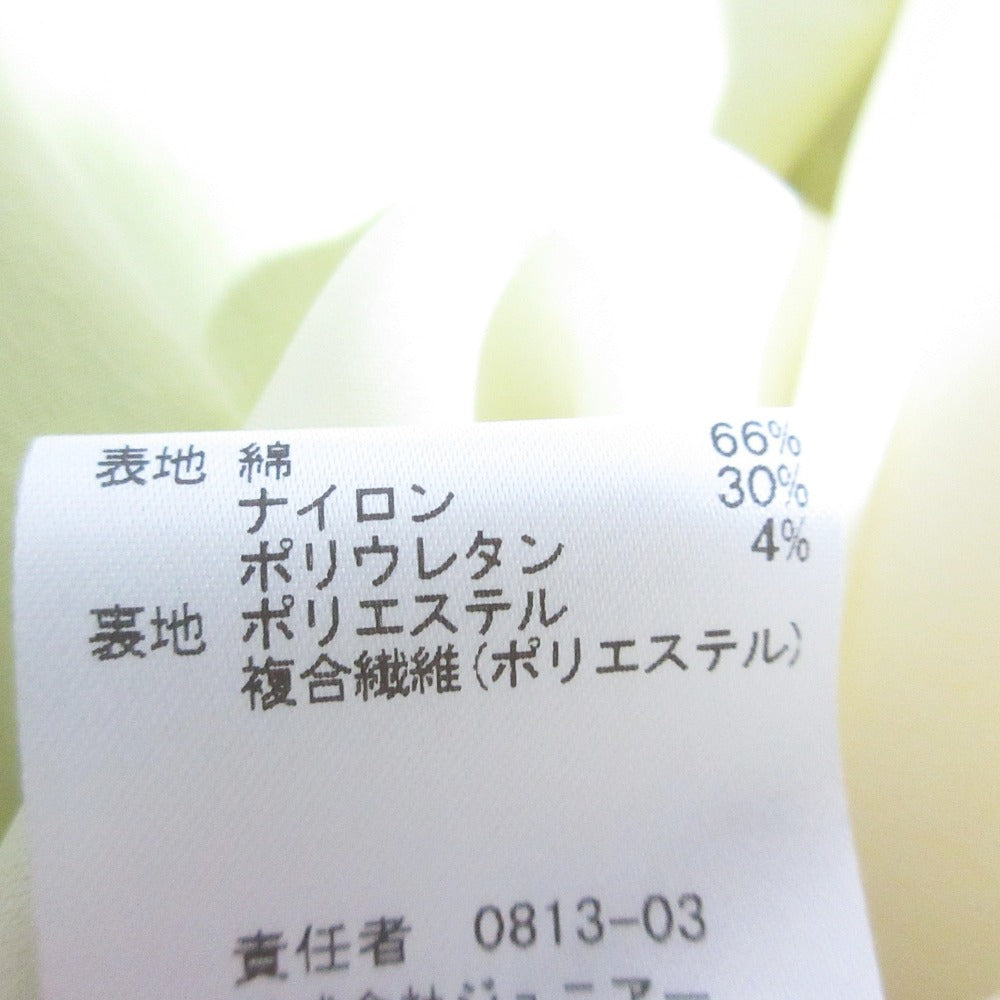 表地 綿 66%
ナイロン 30%
ポリウレタン 4%
裏地 ポリエステル
複合繊維(ポリエステル)
責任者 0813-03